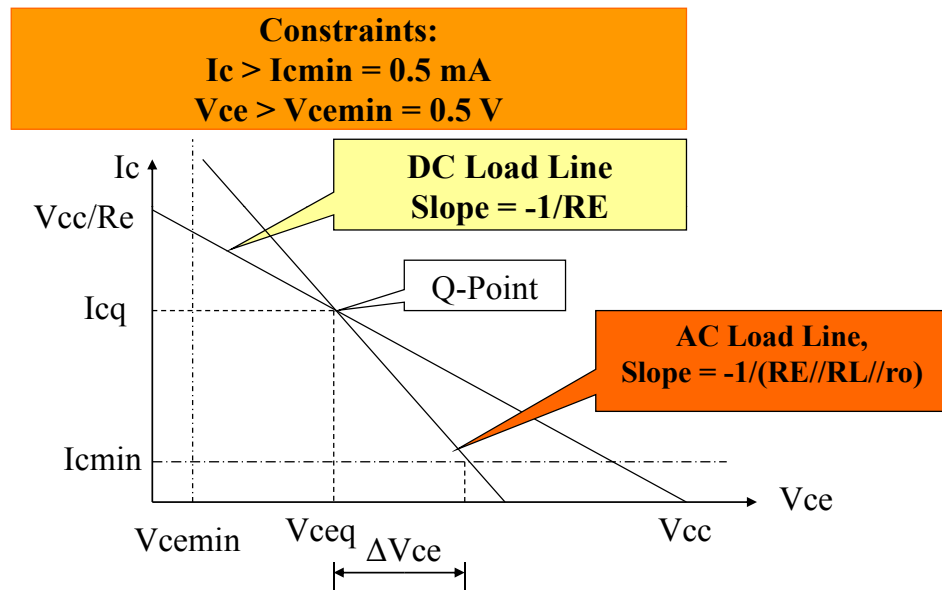 Constraints:
Ic > Icmin = 0.5 mA
Vce > Vcemin = 0.5 V
Ic
DC Load Line
Slope = -1/RE
Vcc/Re
Q-Point
Icq
AC Load Line,
Slope = -1/(RE//RL//ro)
Icmin
Vce
Vcemin
Vceq
Vcc
ΔVce